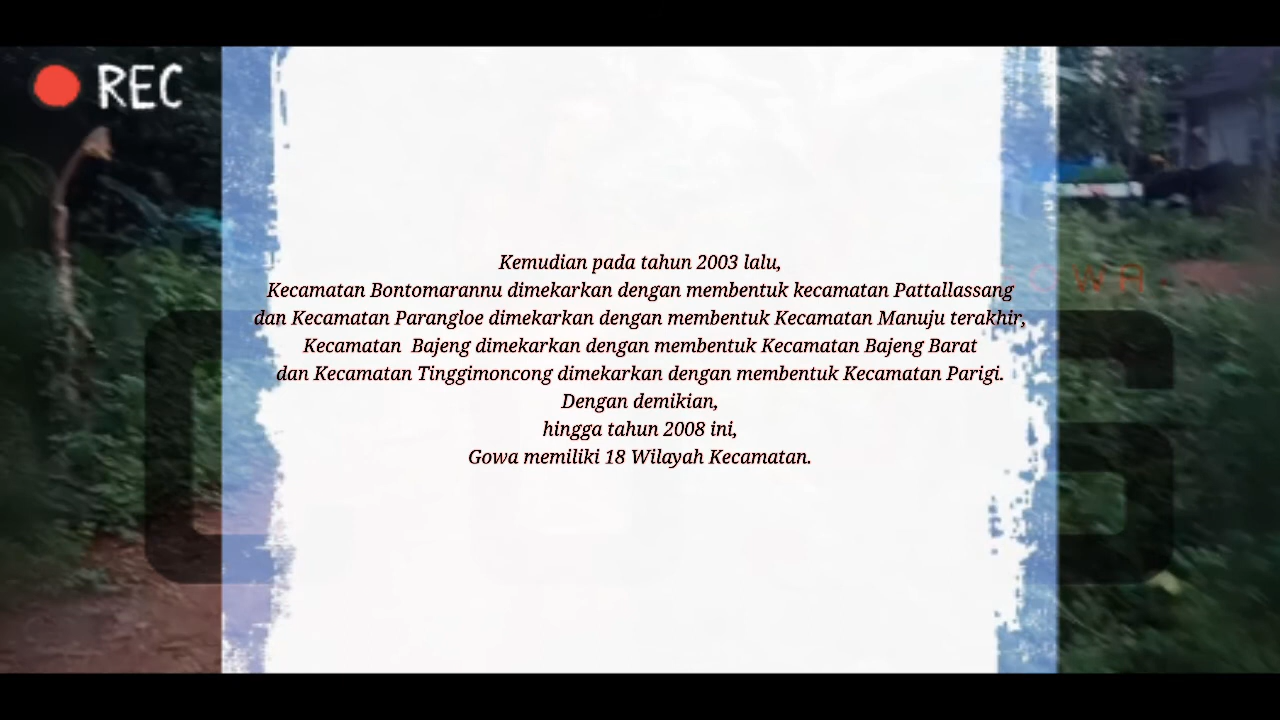 REC
Kemudian pada tahun 2003 lalu,
Kecamatan Bontomarannu dimekarkan dengan membentuk kecamatan Pattallassang
dan Kecamatan Parangloe dimekarkan dengan membentuk Kecamatan Manuju terakhir,
Kecamatan  Bajeng dimekarkan dengan membentuk Kecamatan Bajeng Barat
dan Kecamatan Tinggimoncong dimekarkan dengan membentuk Kecamatan Parigi.
Dengan demikian,
hingga tahun 2008 ini,
Gowa memiliki 18 Wilayah Kecamatan.